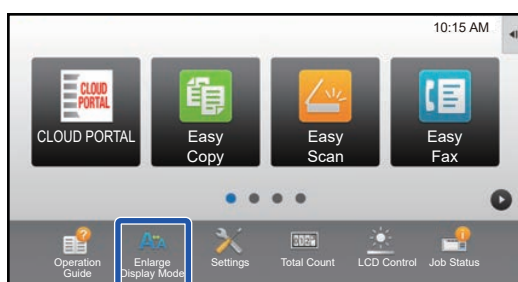 10:15 AM
CLOUD
PORTAL
CLOUD PORTAL
Easy
Copy
Easy
Scan
Easy
Fax
Operation
Guide
Enlarge
Display Mode
Settings
Total Count
LCD Control
Job Status